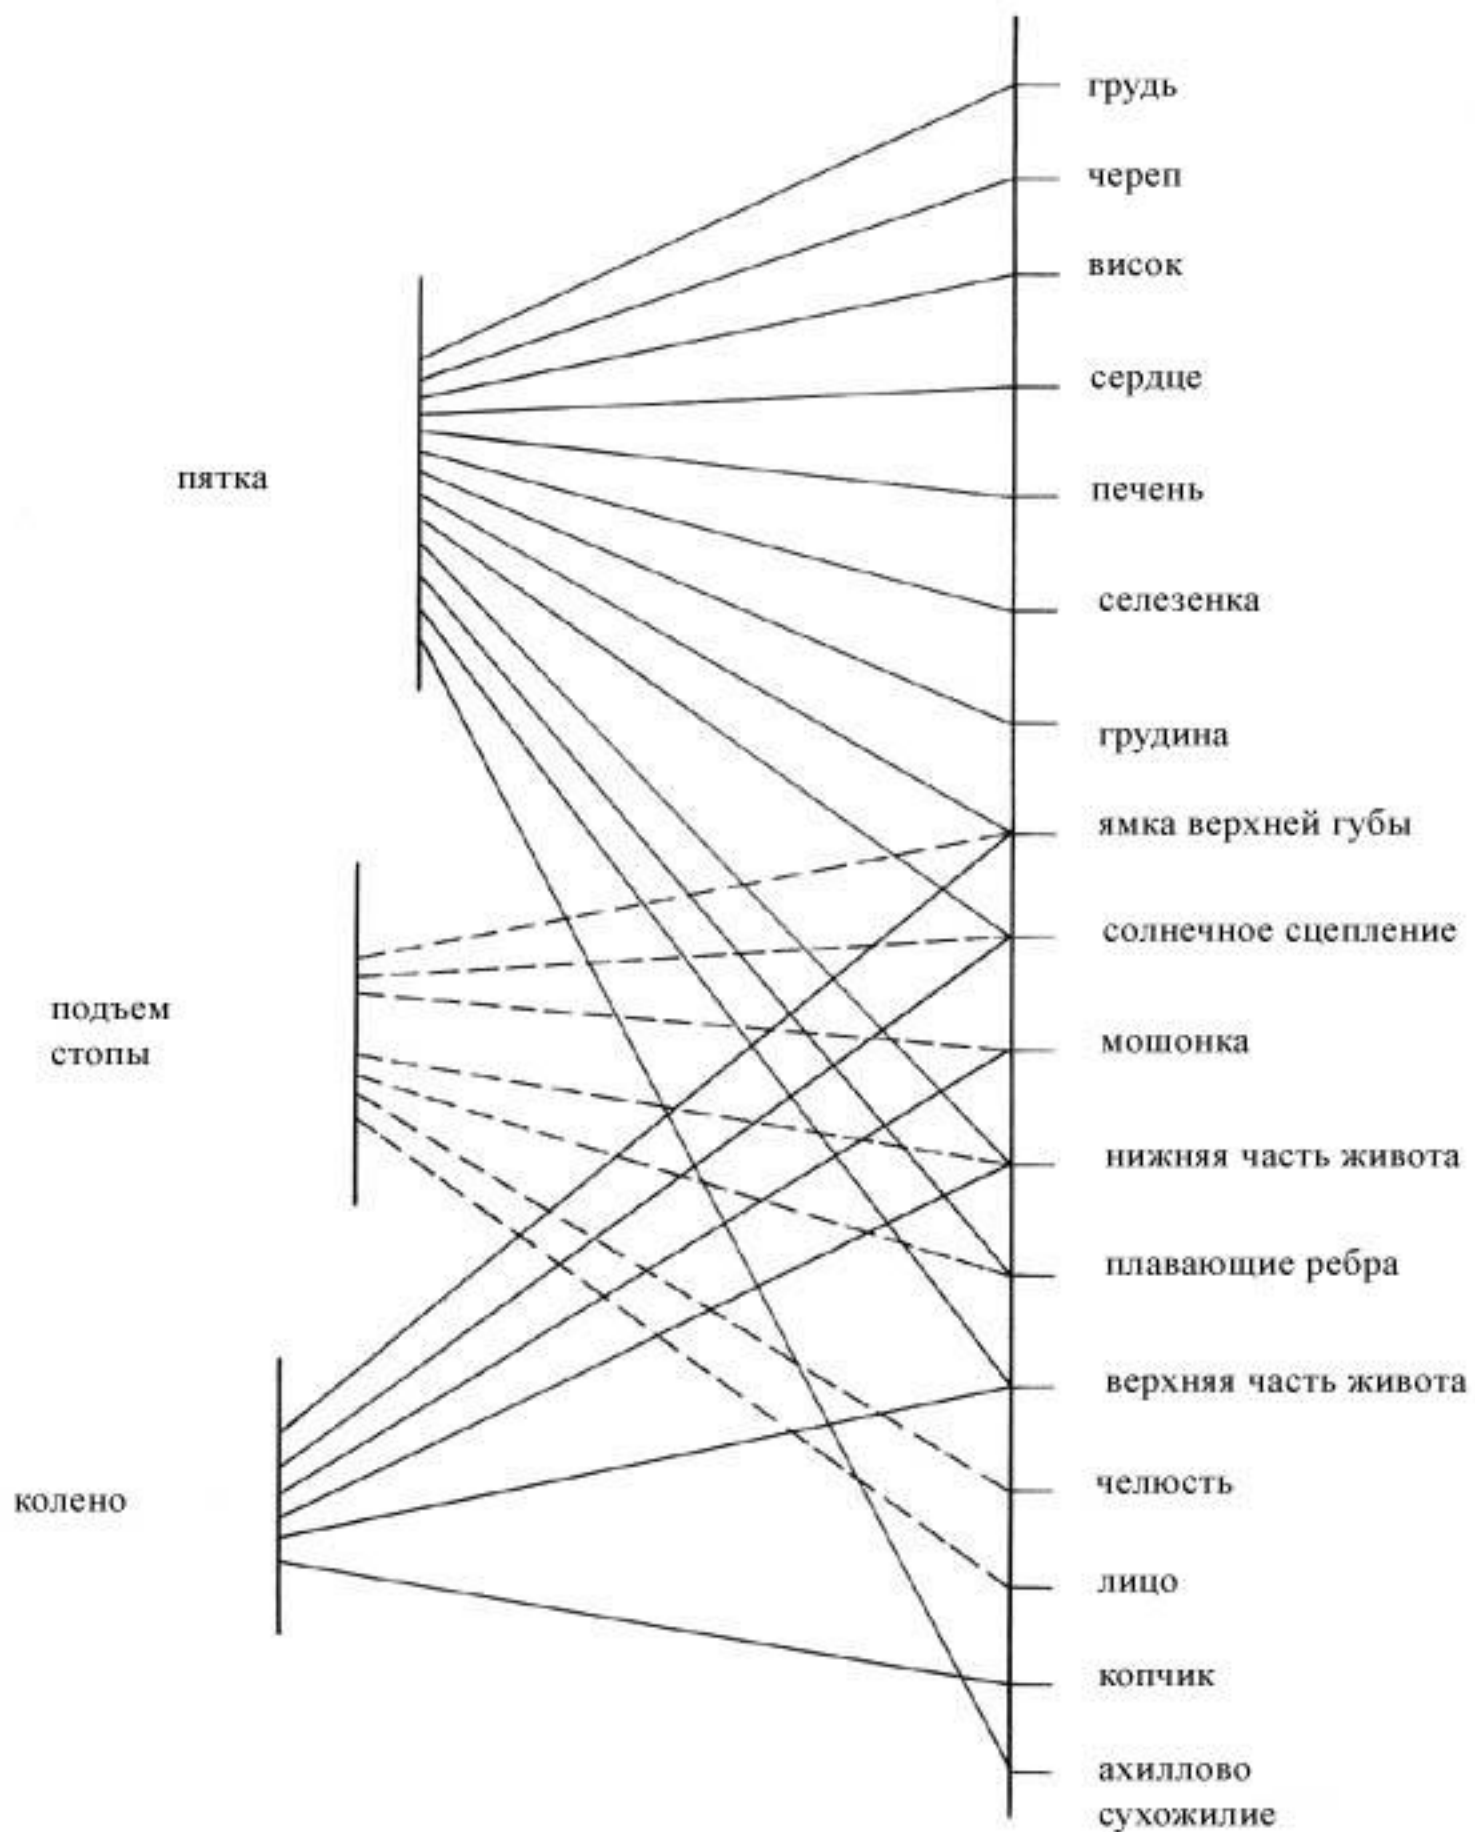 грудь
череп
висок
сердце
пятка
печень
селезенка
грудина
ямка верхней губы
солнечное сцепление
подъем
стопы
мошонка
нижняя часть живота
плавающие ребра
верхняя часть живота
челюсть
колено
лицо
копчик
ахиллово
сухожилие